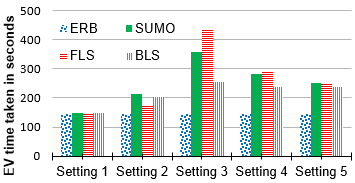 EV time taken in seconds
500
400
300
200
100
0
ERB SUMO
FLS BLS
Setting 1 Setting 2 Setting 3 Setting 4 Setting 5